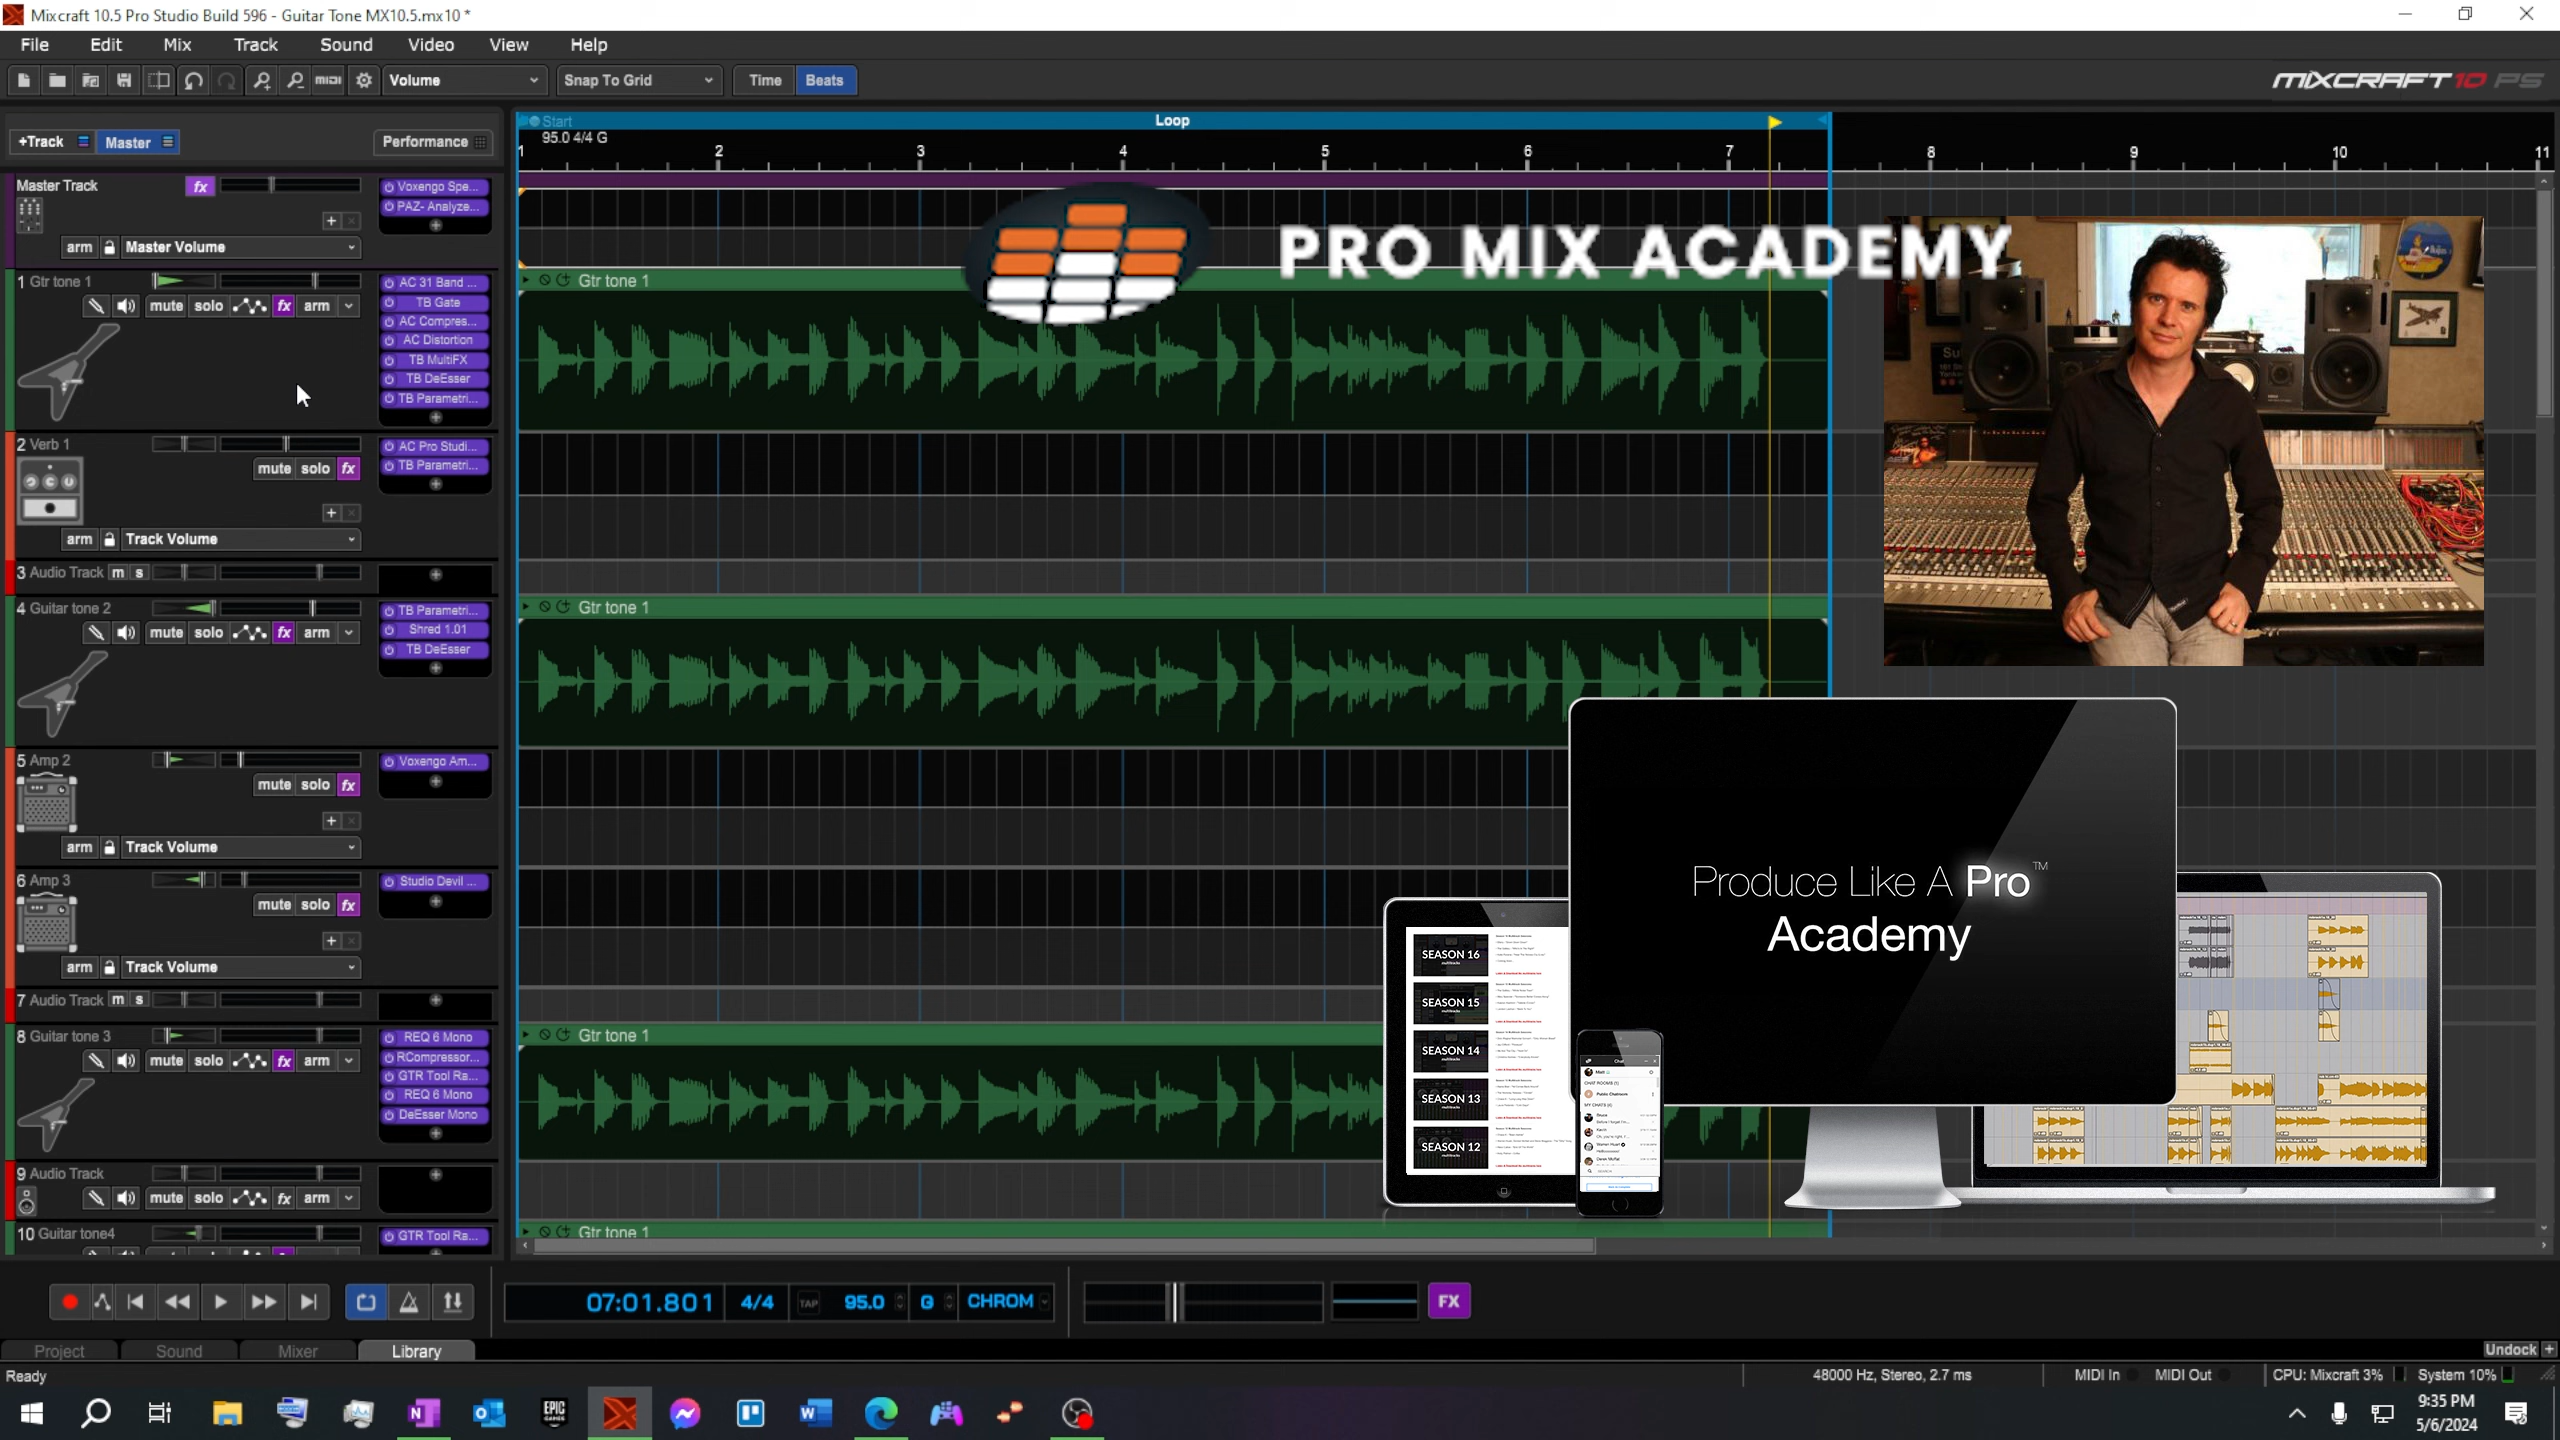 Mixcraft 10.5 Pro Studio Build 596 - Guitar Tone MX10.5.mx10 *
File Edit Mix Track Sound Video View Help
MIDI Volume Snap To Grid Time Beats MIXCRAFT 10 PS
+Track Master Performance
Start Loop
95.0 4/4 G
1 2 3 4 5 6 7 8 9 10 11
Master Track fx
Voxengo Spe...
PAZ- Analyze...
arm Master Volume
PRO MIX ACADEMY
1 Gtr tone 1
mute solo fx arm
AC 31 Band ...
TB Gate
AC Compres...
AC Distortion
TB MultiFX
TB DeEsser
TB Parametri...
Gtr tone 1
2 Verb 1
mute solo fx
AC Pro Studi...
TB Parametri...
arm Track Volume
3 Audio Track m s
4 Guitar tone 2
mute solo fx arm
TB Parametri...
Shred 1.01
TB DeEsser
Gtr tone 1
5 Amp 2
mute solo fx
Voxengo Am...
arm Track Volume
6 Amp 3
mute solo fx
Studio Devil ...
arm Track Volume
7 Audio Track m s
8 Guitar tone 3
mute solo fx arm
REQ 6 Mono
RCompressor...
GTR Tool Ra...
REQ 6 Mono
DeEsser Mono
Gtr tone 1
9 Audio Track
mute solo fx arm
10 Guitar tone4
GTR Tool Ra...
Gtr tone 1
Produce Like A Pro™
Academy
SEASON 16
SEASON 15
SEASON 14
SEASON 13
SEASON 12
Chat
07:01.801 4/4 TAP 95.0 G CHROM FX
Project Sound Mixer Library Undock
Ready 48000 Hz, Stereo, 2.7 ms MIDI In MIDI Out CPU: Mixcraft 3% System 10%
EPIC GAMES
9:35 PM
5/6/2024